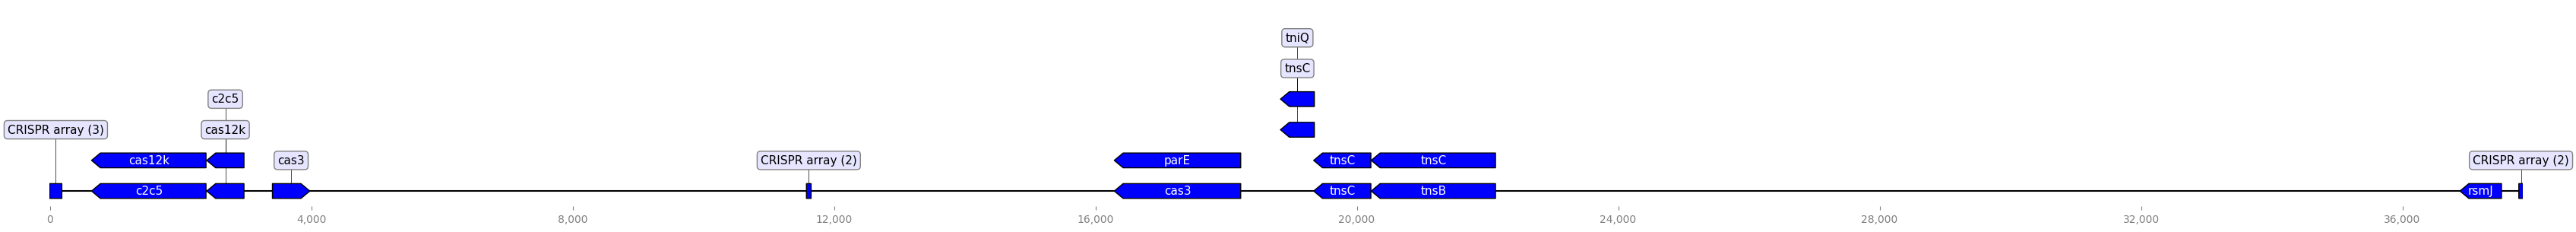 tniQ
tnsC
c2c5
CRISPR array (3)
cas12k
cas12k
cas3
CRISPR array (2)
parE
tnsC
tnsC
CRISPR array (2)
c2c5
cas3
tnsC
tnsB
rsmJ
0
4,000
8,000
12,000
16,000
20,000
24,000
28,000
32,000
36,000